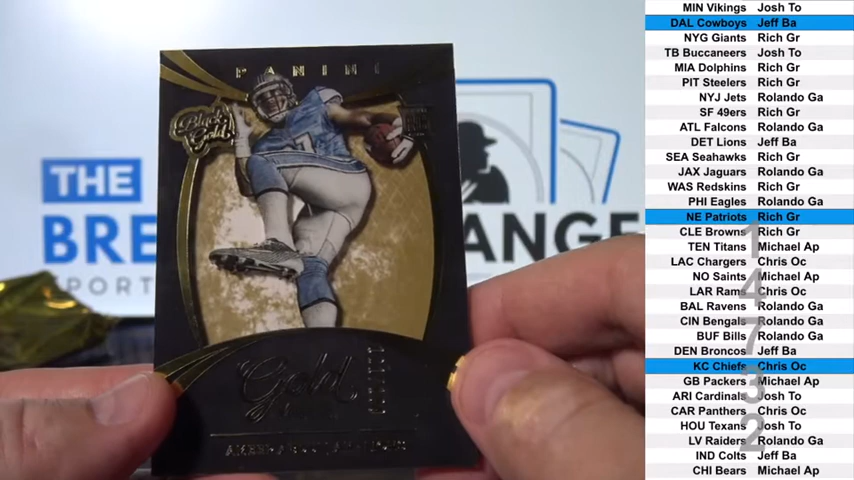 PANINI
Black Gold
RC
Gold
THE
BRE
ANGE
PORT
MIN Vikings Josh To
DAL Cowboys Jeff Ba
NYG Giants Rich Gr
TB Buccaneers Josh To
MIA Dolphins Rich Gr
PIT Steelers Rich Gr
NYJ Jets Rolando Ga
SF 49ers Rich Gr
ATL Falcons Rolando Ga
DET Lions Jeff Ba
SEA Seahawks Rich Gr
JAX Jaguars Rolando Ga
WAS Redskins Rich Gr
PHI Eagles Rolando Ga
NE Patriots Rich Gr
CLE Browns Rich Gr
TEN Titans Michael Ap
LAC Chargers Chris Oc
NO Saints Michael Ap
LAR Rams Chris Oc
BAL Ravens Rolando Ga
CIN Bengals Rolando Ga
BUF Bills Rolando Ga
DEN Broncos Jeff Ba
KC Chiefs Chris Oc
GB Packers Michael Ap
ARI Cardinals Josh To
CAR Panthers Chris Oc
HOU Texans Josh To
LV Raiders Rolando Ga
IND Colts Jeff Ba
CHI Bears Michael Ap
1
4
7
3
2